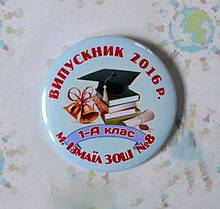 ВИПУСКНИК 2016 р.
1-А клас
м. Ізмаїл ЗОШ №8